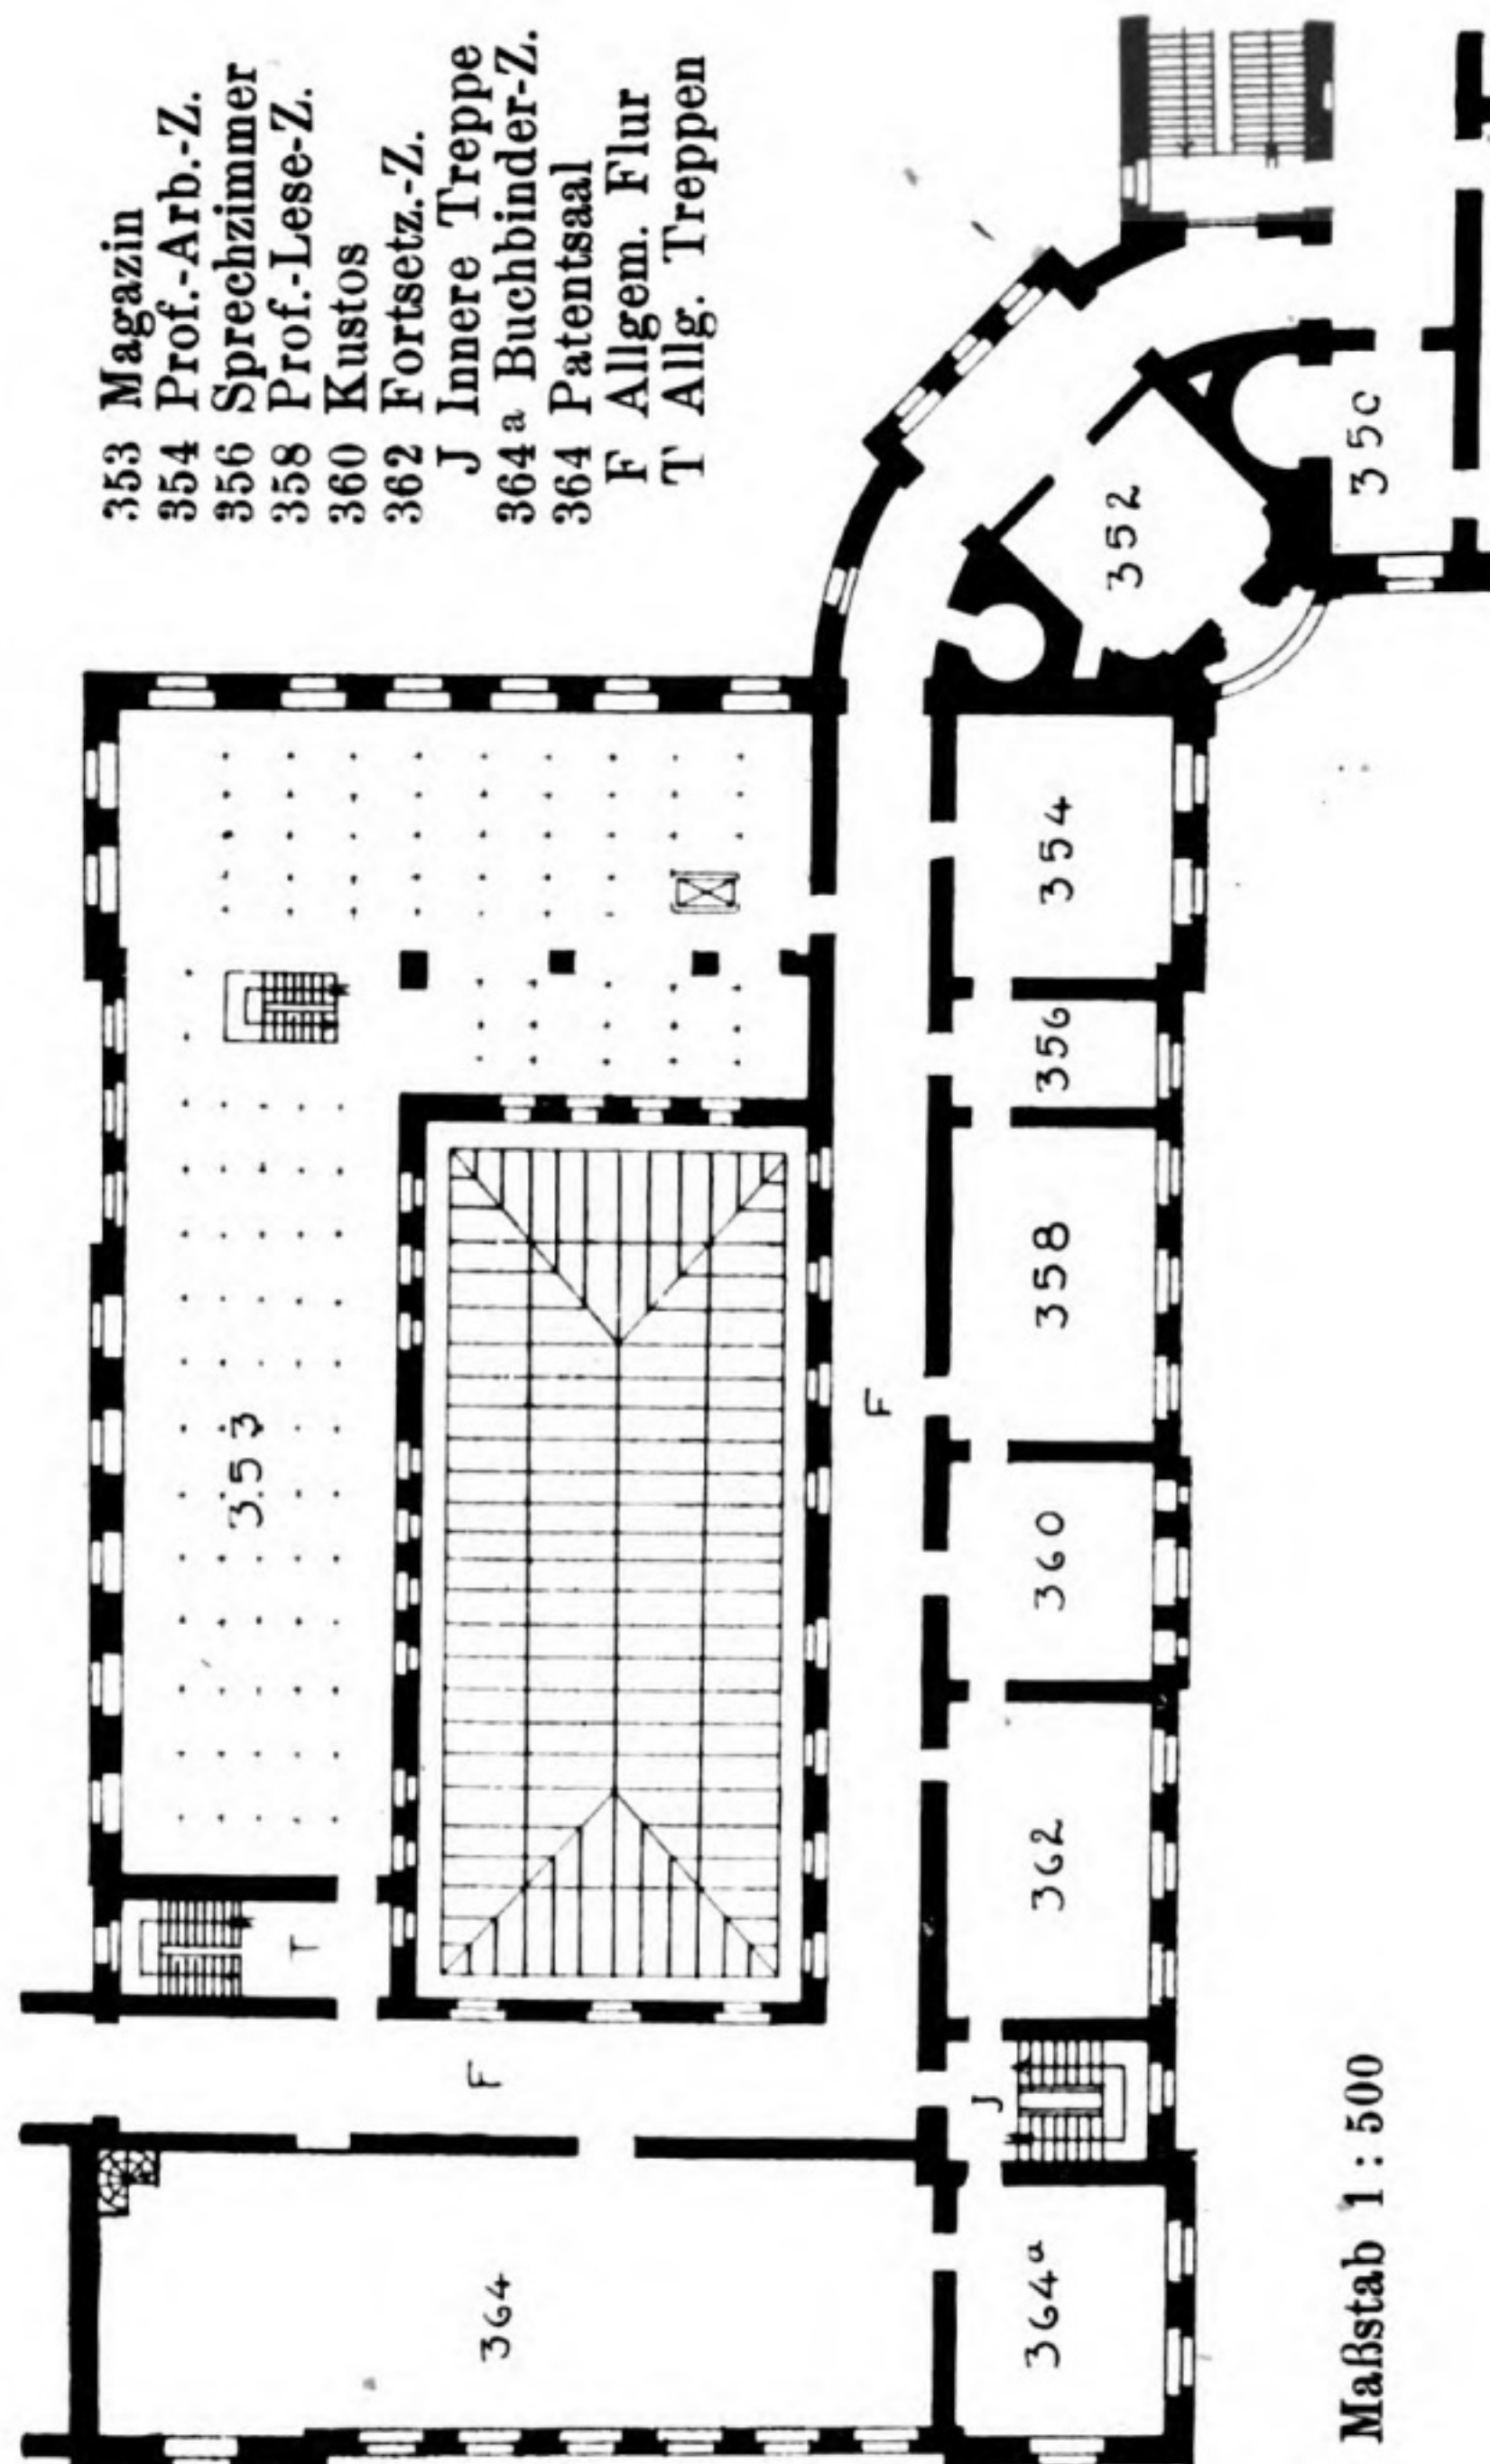 353 Magazin
354 Prof.-Arb.-Z.
356 Sprechzimmer
358 Prof.-Lese-Z.
360 Kustos
362 Fortsetz.-Z.
J Innere Treppe
364a Buchbinder-Z.
364 Patentsaal
F Allgem. Flur
T Allg. Treppen
353
T
F
364
F
352
35C
354
356
358
360
362
J
364a
Maßstab 1 : 500